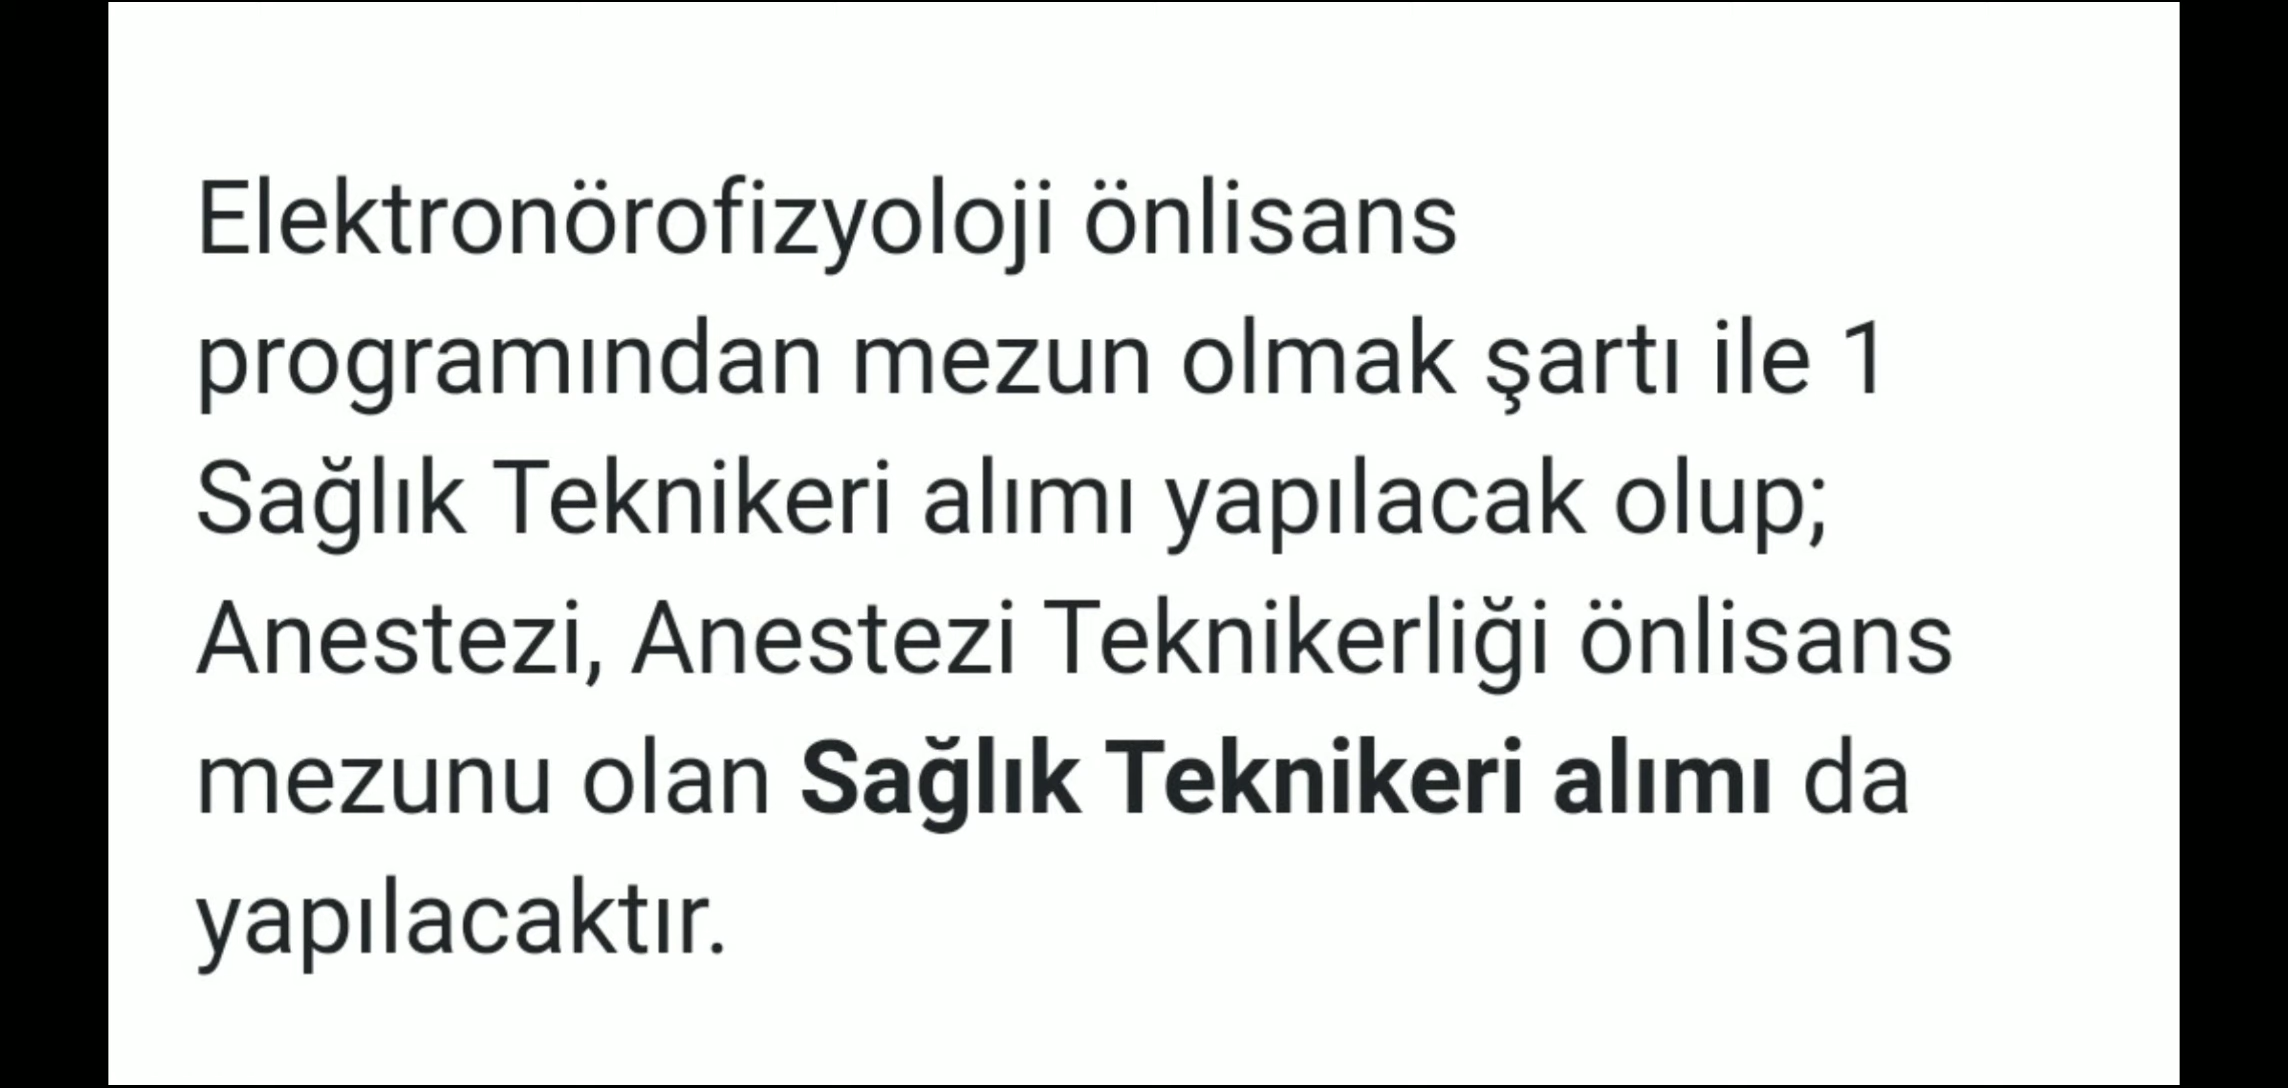 Elektronörofizyoloji önlisans
programından mezun olmak şartı ile 1
Sağlık Teknikeri alımı yapılacak olup;
Anestezi, Anestezi Teknikerliği önlisans
mezunu olan Sağlık Teknikeri alımı da
yapılacaktır.